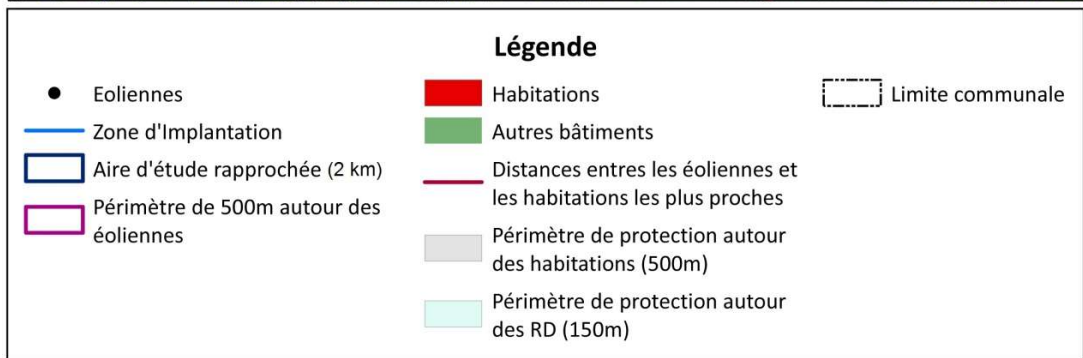 Légende
Eoliennes
Zone d'Implantation
Aire d'étude rapprochée (2 km)
Périmètre de 500m autour des
éoliennes
Habitations
Autres bâtiments
Distances entres les éoliennes et
les habitations les plus proches
Périmètre de protection autour
des habitations (500m)
Périmètre de protection autour
des RD (150m)
Limite communale